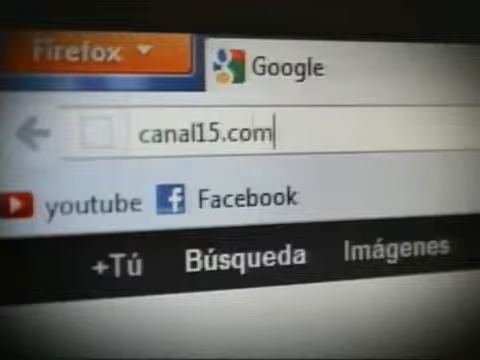 Firefox
Google
canal15.com
youtube
Facebook
+Tú Búsqueda Imágenes